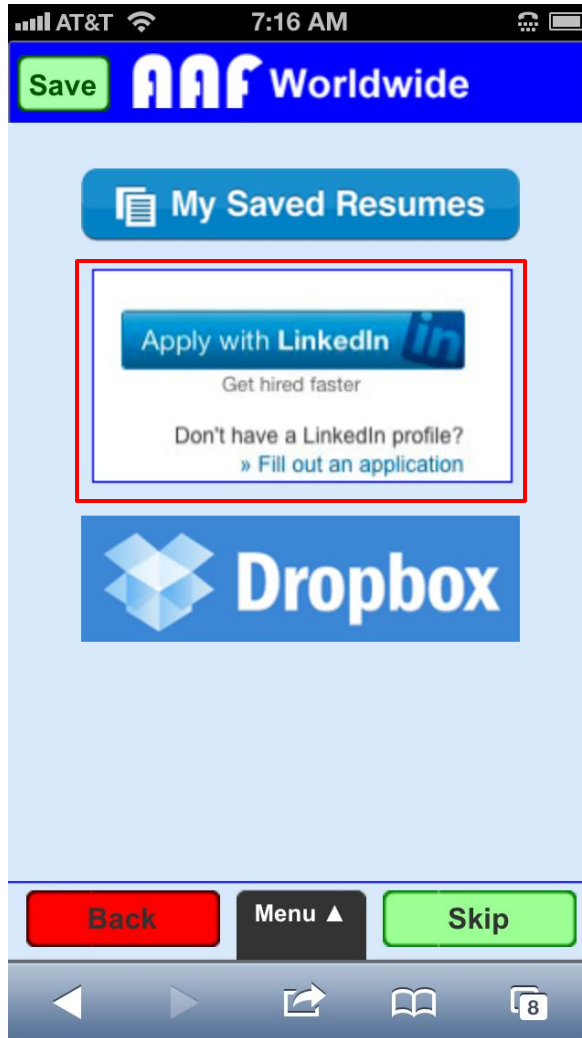 AT&T 7:16 AM
Save AAF Worldwide
My Saved Resumes
Apply with LinkedIn in
Get hired faster
Don't have a LinkedIn profile?
» Fill out an application
Dropbox
Back Menu ▲ Skip
8